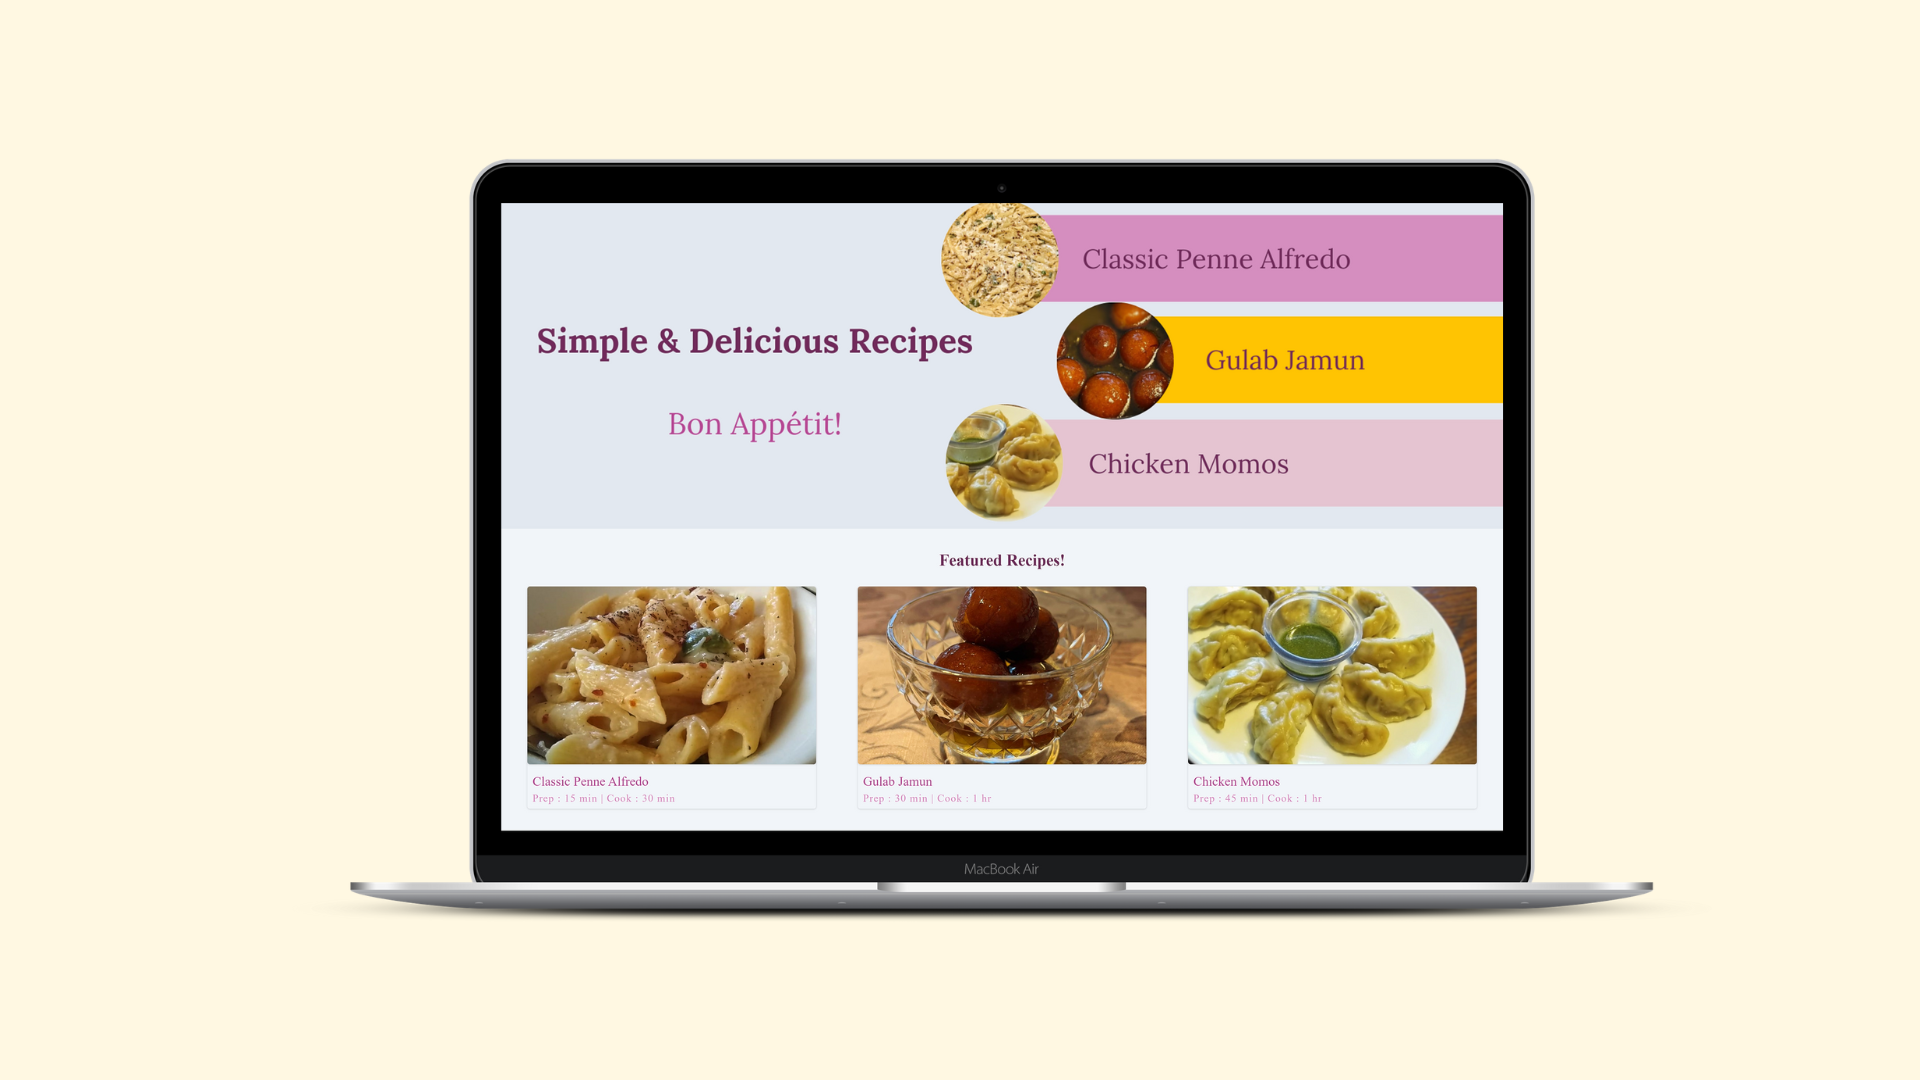 Simple & Delicious Recipes
Bon Appétit!
Classic Penne Alfredo
Gulab Jamun
Chicken Momos
Featured Recipes!
Classic Penne Alfredo
Prep : 15 min | Cook : 30 min
Gulab Jamun
Prep : 30 min | Cook : 1 hr
Chicken Momos
Prep : 45 min | Cook : 1 hr
MacBook Air